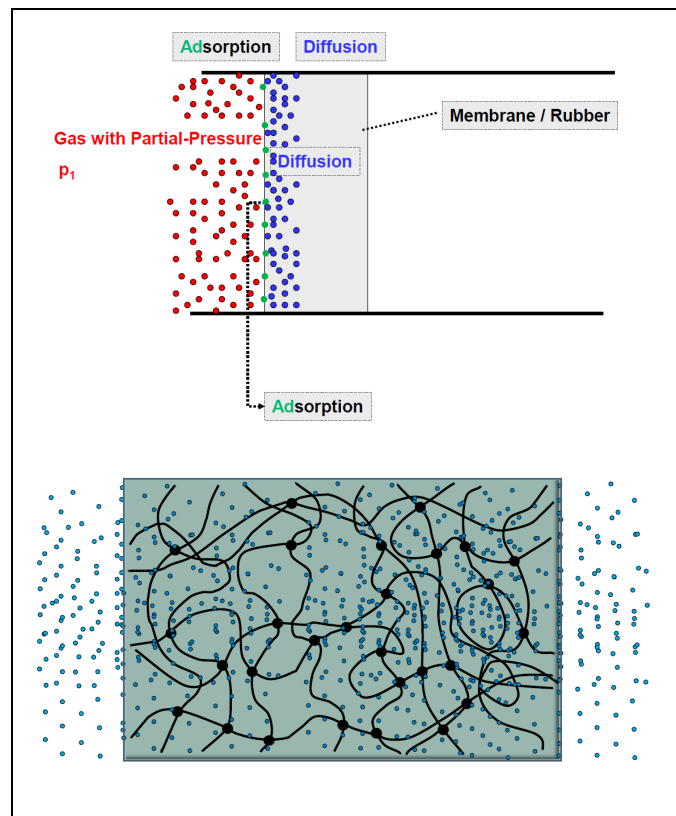 Adsorption
Diffusion
Membrane / Rubber
Gas with Partial-Pressure
Diffusion
p₁
Adsorption